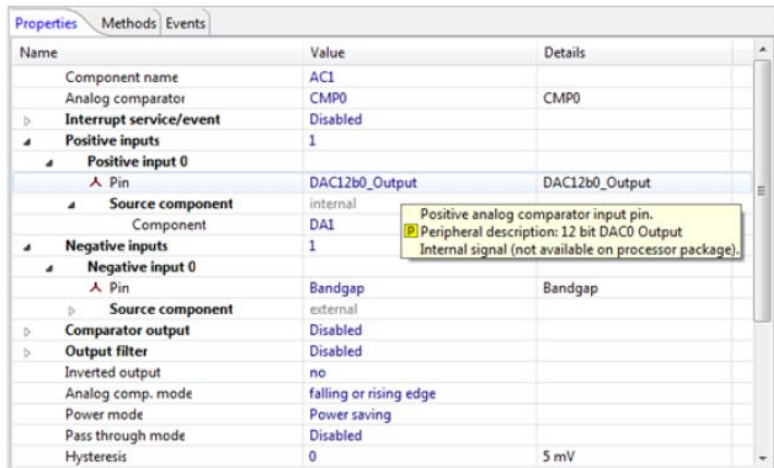 Properties Methods Events
Name Value Details
Component name AC1
Analog comparator CMP0 CMP0
Interrupt service/event Disabled
Positive inputs 1
Positive input 0
Pin DAC12b0_Output DAC12b0_Output
Source component internal
Component DA1
Positive analog comparator input pin.
P Peripheral description: 12 bit DAC0 Output
Internal signal (not available on processor package).
Negative inputs 1
Negative input 0
Pin Bandgap Bandgap
Source component external
Comparator output Disabled
Output filter Disabled
Inverted output no
Analog comp. mode falling or rising edge
Power mode Power saving
Pass through mode Disabled
Hysteresis 0 5 mV